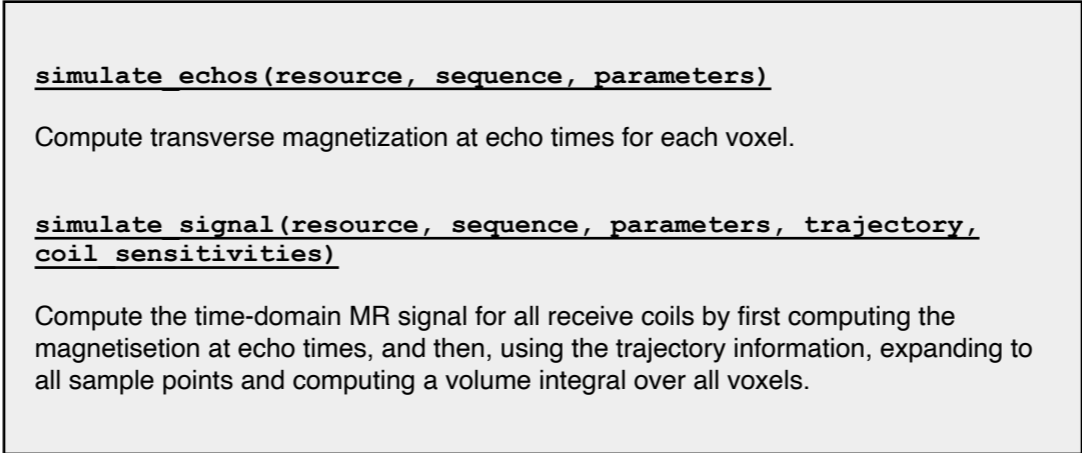 simulate_echos(resource, sequence, parameters)
Compute transverse magnetization at echo times for each voxel.
simulate_signal(resource, sequence, parameters, trajectory,
coil_sensitivities)
Compute the time-domain MR signal for all receive coils by first computing the
magnetisetion at echo times, and then, using the trajectory information, expanding to
all sample points and computing a volume integral over all voxels.